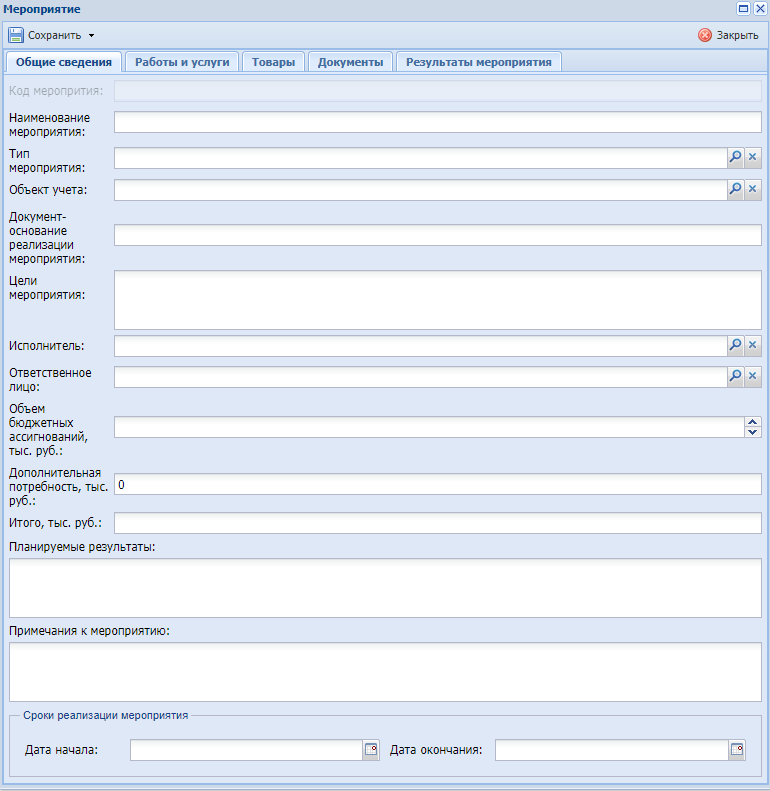 Мероприятие
Сохранить
Закрыть
Общие сведения
Работы и услуги
Товары
Документы
Результаты мероприятия
Код меропрития:
Наименование
мероприятия:
Тип
мероприятия:
Объект учета:
Документ-
основание
реализации
мероприятия:
Цели
мероприятия:
Исполнитель:
Ответственное
лицо:
Объем
бюджетных
ассигнований,
тыс. руб.:
Дополнительная
потребность, тыс.
руб.:
0
Итого, тыс. руб.:
Планируемые результаты:
Примечания к мероприятию:
Сроки реализации мероприятия
Дата начала:
Дата окончания: